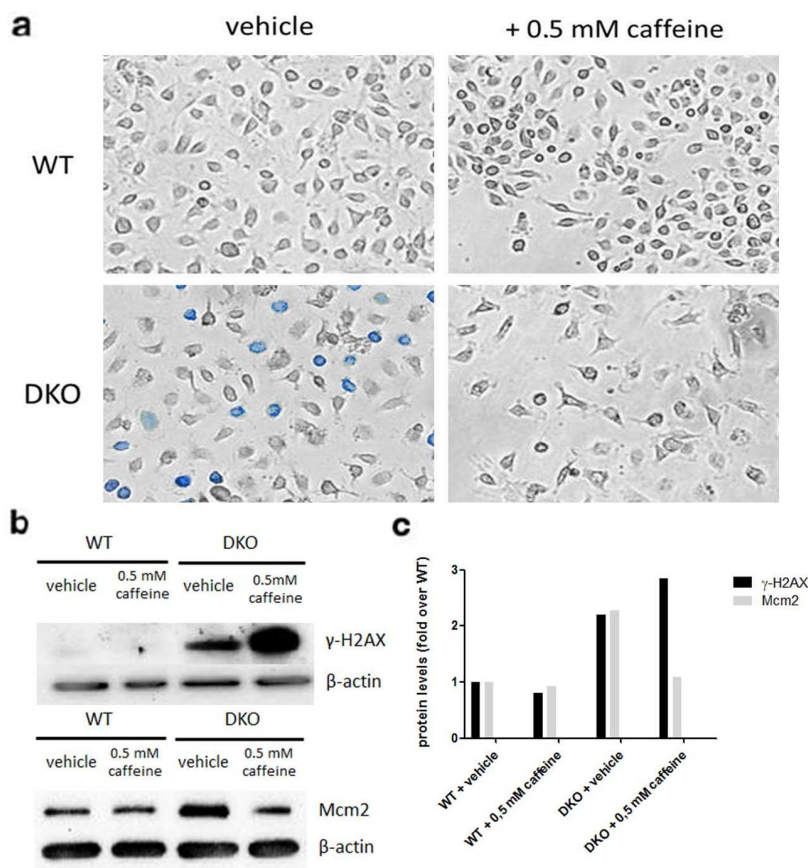 a
vehicle
+ 0.5 mM caffeine
WT
DKO
b
WT
DKO
vehicle
0.5 mM
caffeine
vehicle
0.5mM
caffeine
γ-H2AX
β-actin
WT
DKO
vehicle
0.5 mM
caffeine
vehicle
0.5 mM
caffeine
Mcm2
β-actin
c
protein levels (fold over WT)
3
2
1
0
WT + vehicle
WT + 0,5 mM caffeine
DKO + vehicle
DKO + 0,5 mM caffeine
γ-H2AX
Mcm2